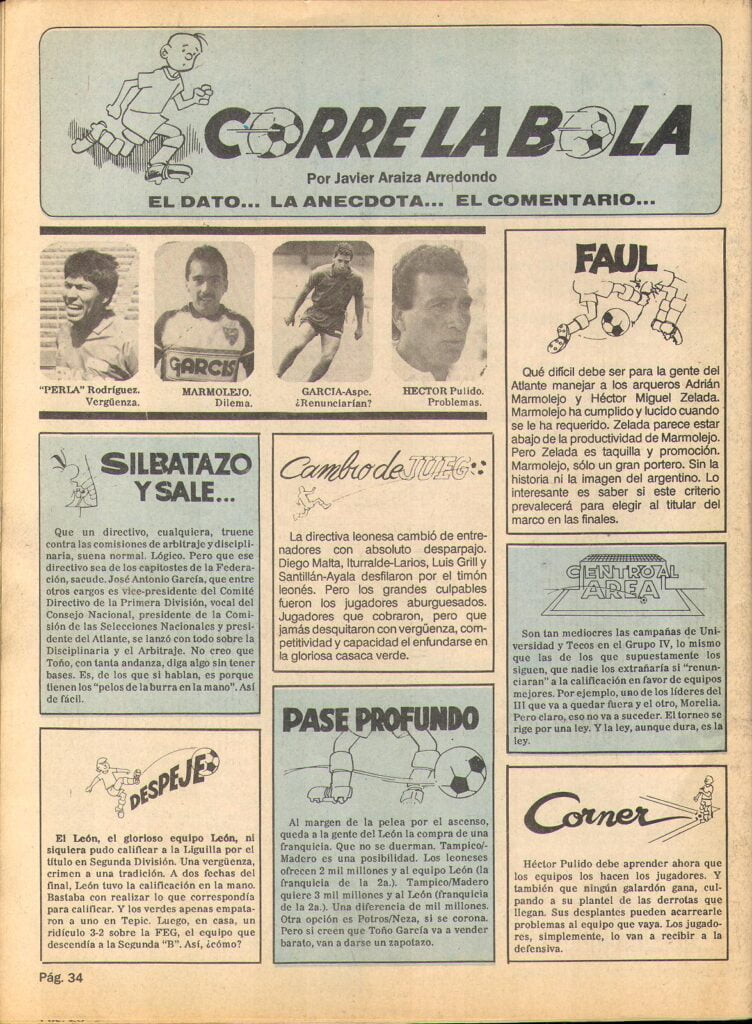 CORRE LA BOLA
Por Javier Araiza Arredondo
EL DATO... LA ANECDOTA... EL COMENTARIO...
GARCIS
"PERLA" Rodríguez.
Vergüenza.
MARMOLEJO.
Dilema.
GARCIA-Aspe.
¿Renunciarían?
HECTOR Pulido.
Problemas.
FAUL
Qué difícil debe ser para la gente del
Atlante manejar a los arqueros Adrián
Marmolejo y Héctor Miguel Zelada.
Marmolejo ha cumplido y lucido cuando
se le ha requerido. Zelada parece estar
abajo de la productividad de Marmolejo.
Pero Zelada es taquilla y promoción.
Marmolejo, sólo un gran portero. Sin la
historia ni la imagen del argentino. Lo
interesante es saber si este criterio
prevalecerá para elegir al titular del
marco en las finales.
SILBATAZO
Y SALE...
Que un directivo, cualquiera, truene
contra las comisiones de arbitraje y discipli-
naria, suena normal. Lógico. Pero que ese
directivo sea de los capitostes de la Federa-
ción, sacude. José Antonio García, que entre
otros cargos es vice-presidente del Comité
Directivo de la Primera División, vocal del
Consejo Nacional, presidente de la Comi-
sión de las Selecciones Nacionales y presi-
dente del Atlante, se lanzó con todo sobre la
Disciplinaria y el Arbitraje. No creo que
Toño, con tanta andanza, diga algo sin tener
bases. Es, de los que si hablan, es porque
tienen los "pelos de la burra en la mano". Así
de fácil.
Cambio de JUEGO
La directiva leonesa cambió de entre-
nadores con absoluto desparpajo.
Diego Malta, Iturralde-Larios, Luis Grill y
Santillán-Ayala desfilaron por el timón
leonés. Pero los grandes culpables
fueron los jugadores aburguesados.
Jugadores que cobraron, pero que
jamás desquitaron con vergüenza, com-
petitividad y capacidad el enfundarse en
la gloriosa casaca verde.
CENTRO AL
AREA
Son tan mediocres las campañas de Uni-
versidad y Tecos en el Grupo IV, lo mismo
que las de los que supuestamente los
siguen, que nadie los extrañaría si "renun-
ciaran" a la calificación en favor de equipos
mejores. Por ejemplo, uno de los líderes del
III que va a quedar fuera y el otro, Morelia.
Pero claro, eso no va a suceder. El torneo se
rige por una ley. Y la ley, aunque dura, es la
ley.
DESPEJE
El León, el glorioso equipo León, ni
siquiera pudo calificar a la Liguilla por el
título en Segunda División. Una vergüenza,
crimen a una tradición. A dos fechas del
final, León tuvo la calificación en la mano.
Bastaba con realizar lo que correspondía
para calificar. Y los verdes apenas empata-
ron a uno en Tepic. Luego, en casa, un
ridículo 3-2 sobre la FEG, el equipo que
descendía a la Segunda "B". Así, ¿cómo?
PASE PROFUNDO
Al margen de la pelea por el ascenso,
queda a la gente del León la compra de una
franquicia. Que no se duerman. Tampico/-
Madero es una posibilidad. Los leoneses
ofrecen 2 mil millones y al equipo León (la
franquicia de la 2a.). Tampico/Madero
quiere 3 mil millones y al León (franquicia
de la 2a.). Una diferencia de mil millones.
Otra opción es Potros/Neza, si se corona.
Pero si creen que Toño García va a vender
barato, van a darse un zapotazo.
Corner
Héctor Pulido debe aprender ahora que
los equipos los hacen los jugadores. Y
también que ningún galardón gana, cul-
pando a su plantel de las derrotas que
llegan. Sus desplantes pueden acarrearle
problemas al equipo que vaya. Los jugado-
res, simplemente, lo van a recibir a la
defensiva.
Pág. 34